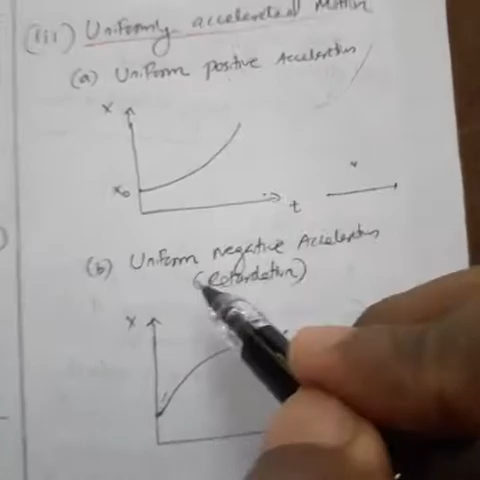 (iii) Uniformly accelerated Motion
(a) Uniform positive Acceleration
x
x₀
t
(b) Uniform negative Acceleration
(Retardation)
x